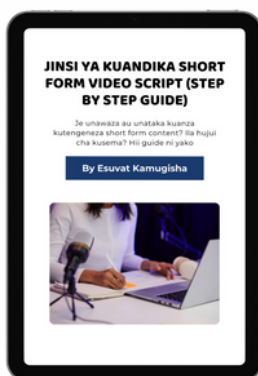 JINSI YA KUANDIKA SHORT
FORM VIDEO SCRIPT (STEP
BY STEP GUIDE)
Je unawaza au unataka kuanza
kutengeneza short form content? Ila hujui
cha kusema? Hii guide ni yako
By Esuvat Kamugisha